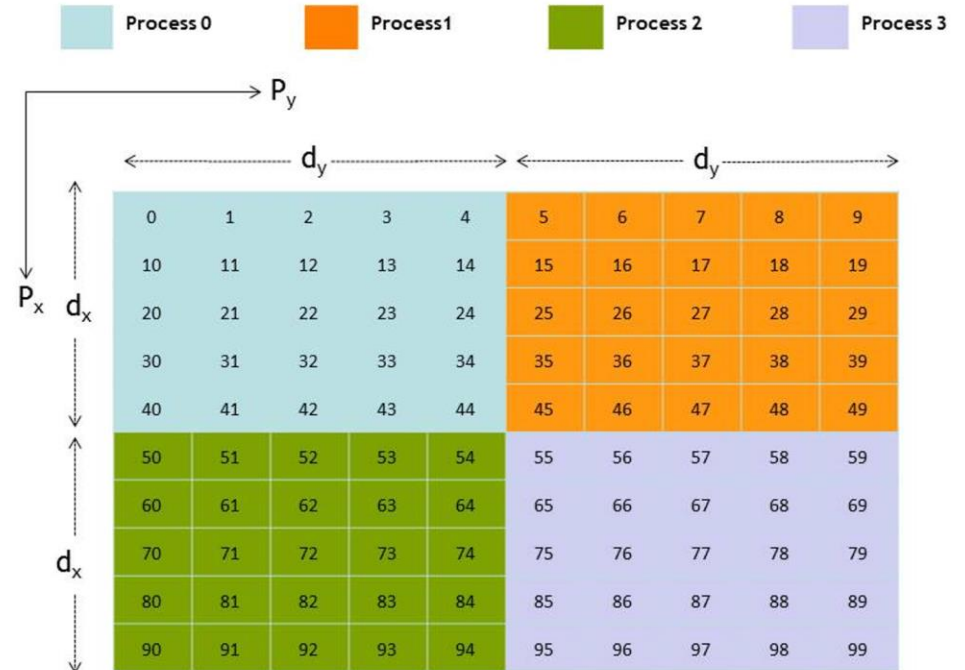 Process 0 Process1 Process 2 Process 3
Py
dy dy
0 1 2 3 4 5 6 7 8 9
10 11 12 13 14 15 16 17 18 19
Px dx
20 21 22 23 24 25 26 27 28 29
30 31 32 33 34 35 36 37 38 39
40 41 42 43 44 45 46 47 48 49
50 51 52 53 54 55 56 57 58 59
60 61 62 63 64 65 66 67 68 69
dx
70 71 72 73 74 75 76 77 78 79
80 81 82 83 84 85 86 87 88 89
90 91 92 93 94 95 96 97 98 99